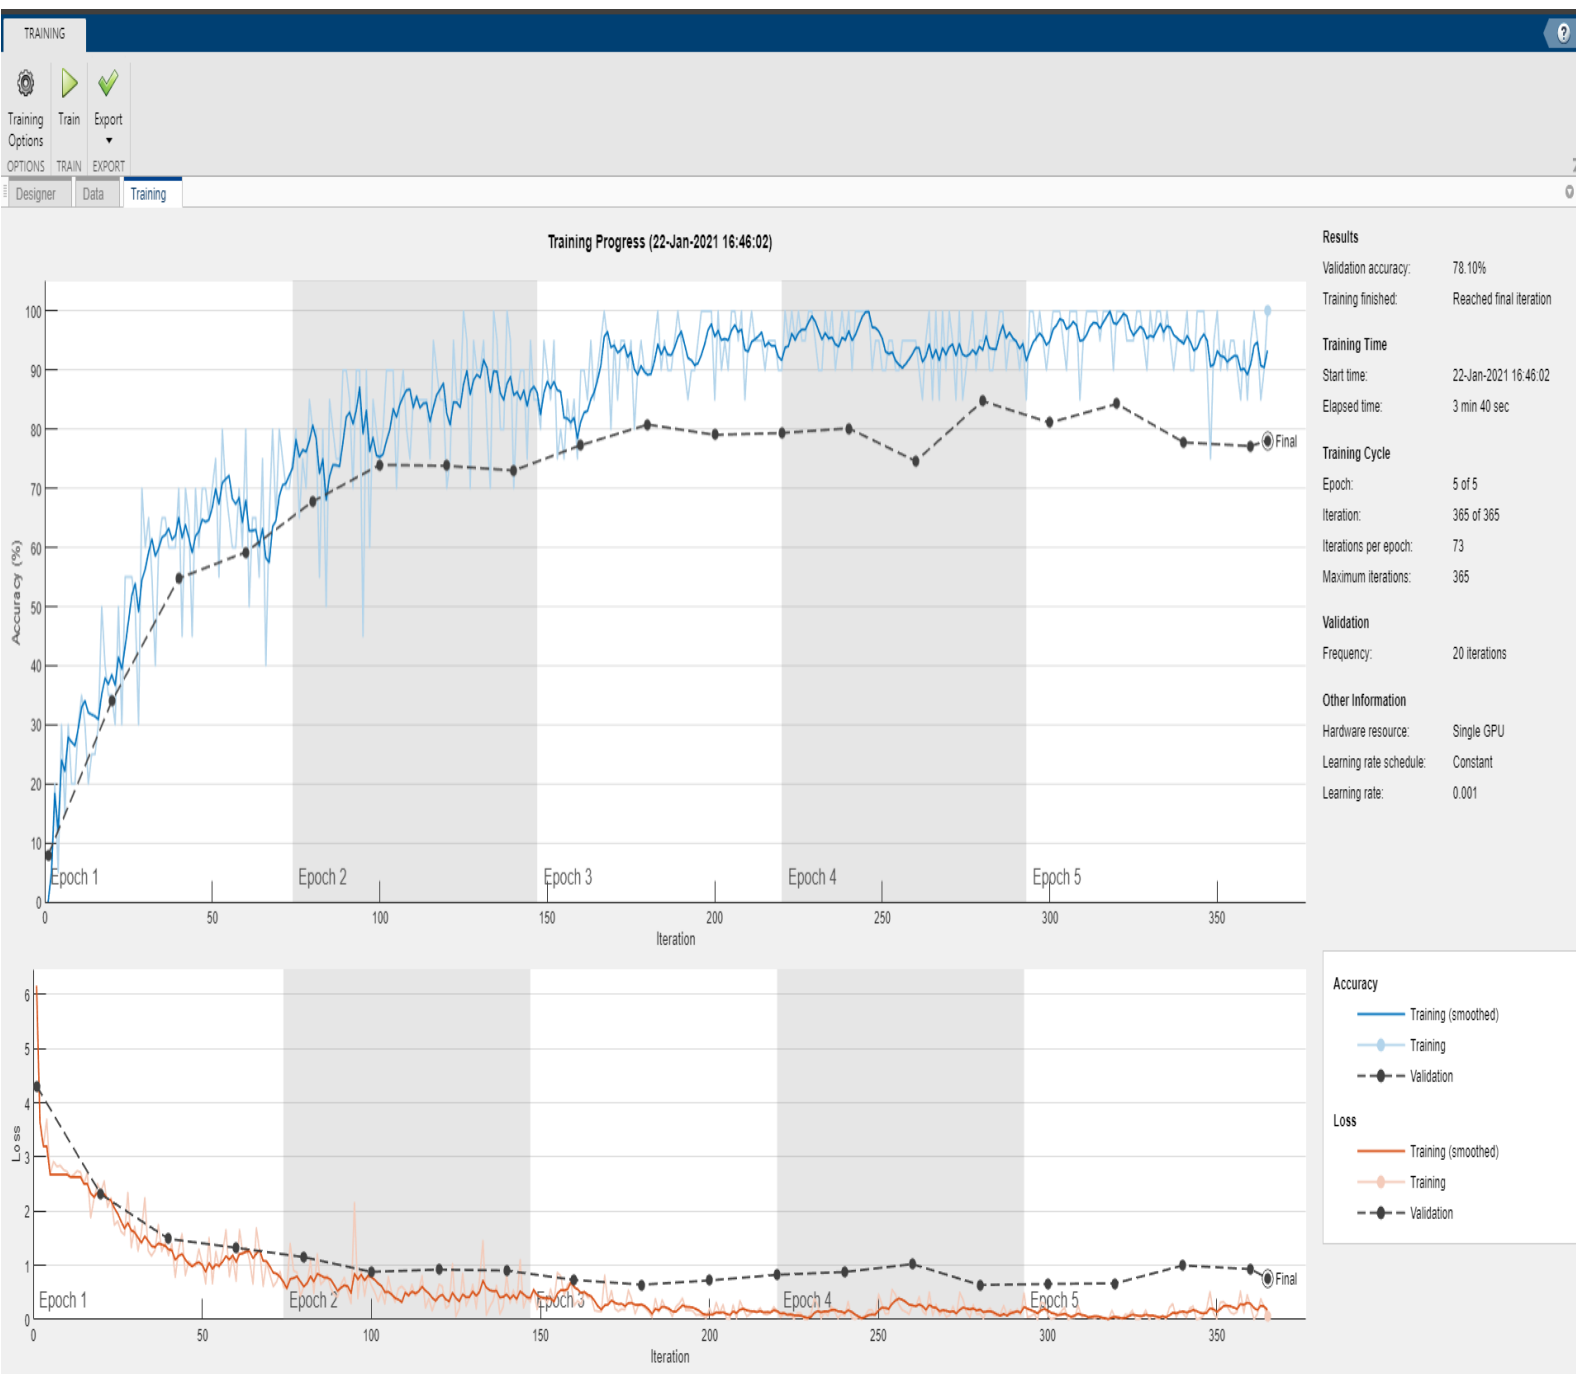 TRAINING
?
Training Options
Train
Export
OPTIONS
TRAIN
EXPORT
Designer
Data
Training
Training Progress (22-Jan-2021 16:46:02)
Accuracy (%)
100
90
80
70
60
50
40
30
20
10
0
Final
Epoch 1
Epoch 2
Epoch 3
Epoch 4
Epoch 5
0
50
100
150
200
250
300
350
Iteration
Loss
6
5
4
3
2
1
0
Final
Epoch 1
Epoch 2
Epoch 3
Epoch 4
Epoch 5
0
50
100
150
200
250
300
350
Iteration
Results
Validation accuracy: 78.10%
Training finished: Reached final iteration
Training Time
Start time: 22-Jan-2021 16:46:02
Elapsed time: 3 min 40 sec
Training Cycle
Epoch: 5 of 5
Iteration: 365 of 365
Iterations per epoch: 73
Maximum iterations: 365
Validation
Frequency: 20 iterations
Other Information
Hardware resource: Single GPU
Learning rate schedule: Constant
Learning rate: 0.001
Accuracy
Training (smoothed)
Training
Validation
Loss
Training (smoothed)
Training
Validation